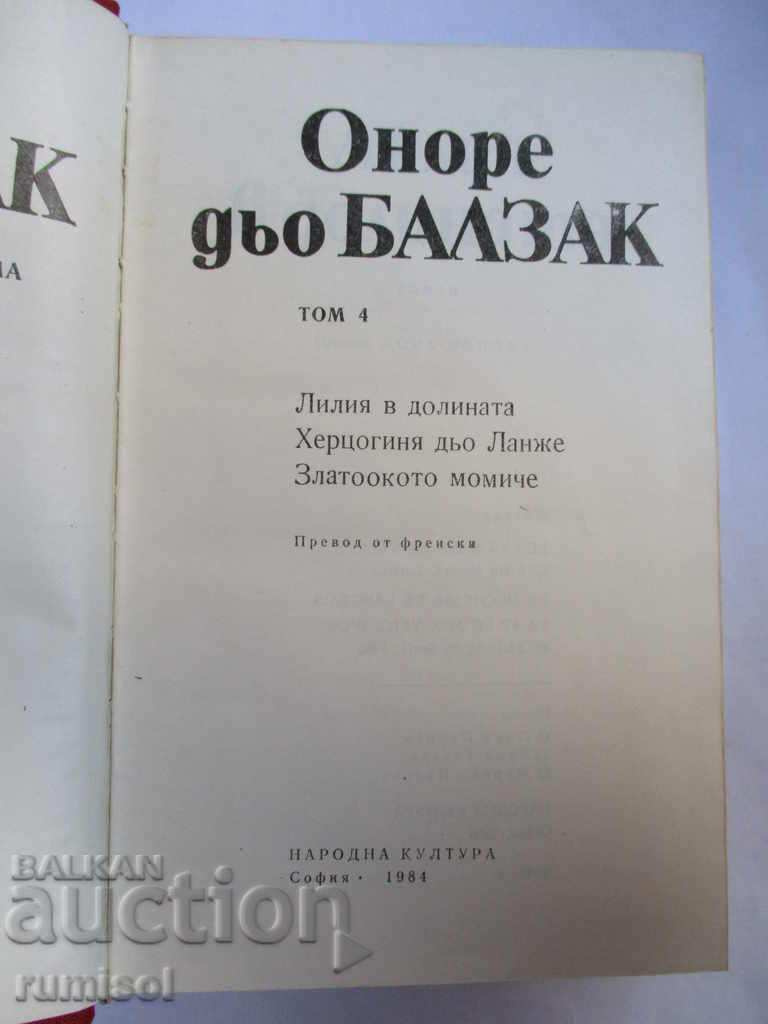 АК
НА
Оноре
дьо БАЛЗАК
ТОМ 4
Лилия в долината
Херцогиня дьо Ланже
Златоокото момиче
Превод от френски
НАРОДНА КУЛТУРА
София · 1984
BALKAN
auction
rumisol